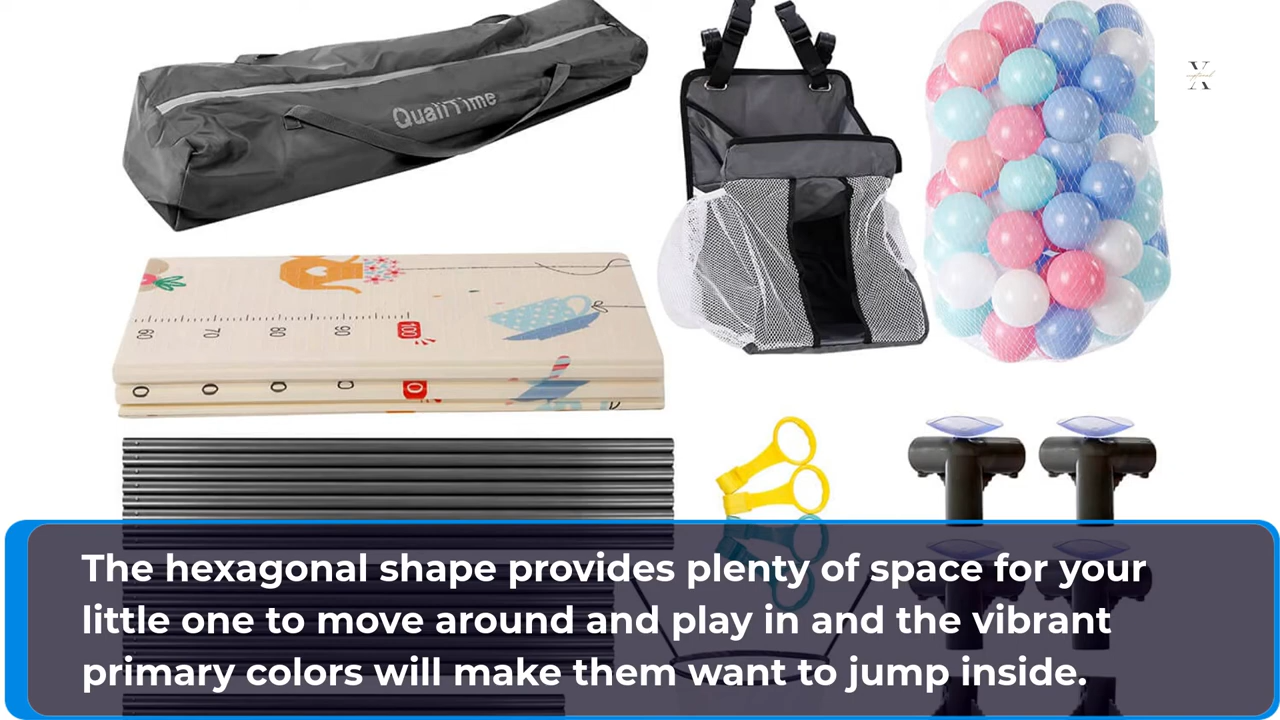 QualiTime
X
60 70 80 90 100
The hexagonal shape provides plenty of space for your
little one to move around and play in and the vibrant
primary colors will make them want to jump inside.